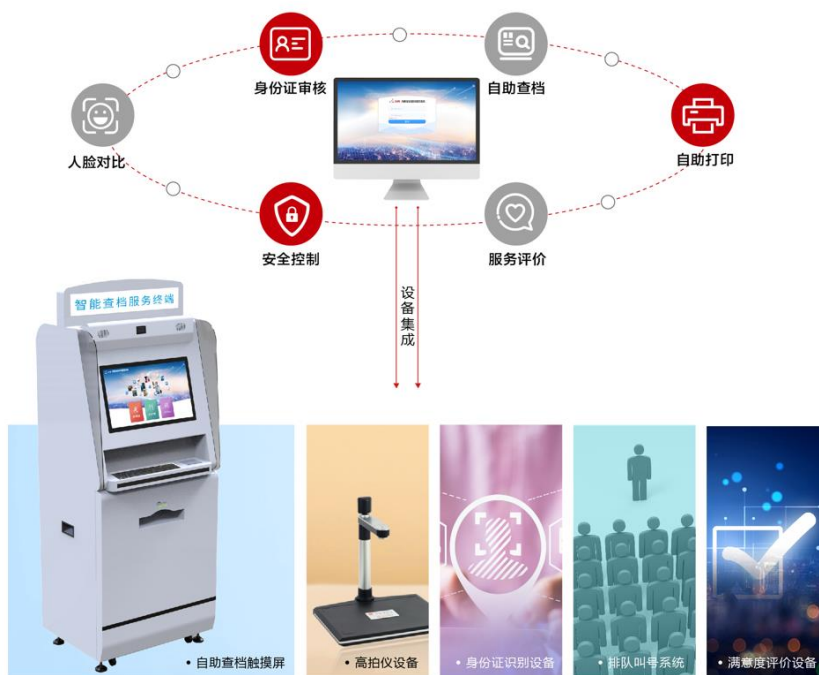 身份证审核
自助查档
人脸对比
自助打印
安全控制
服务评价
设备集成
智能查档服务终端
• 自助查档触摸屏
• 高拍仪设备
• 身份证识别设备
• 排队叫号系统
• 满意度评价设备